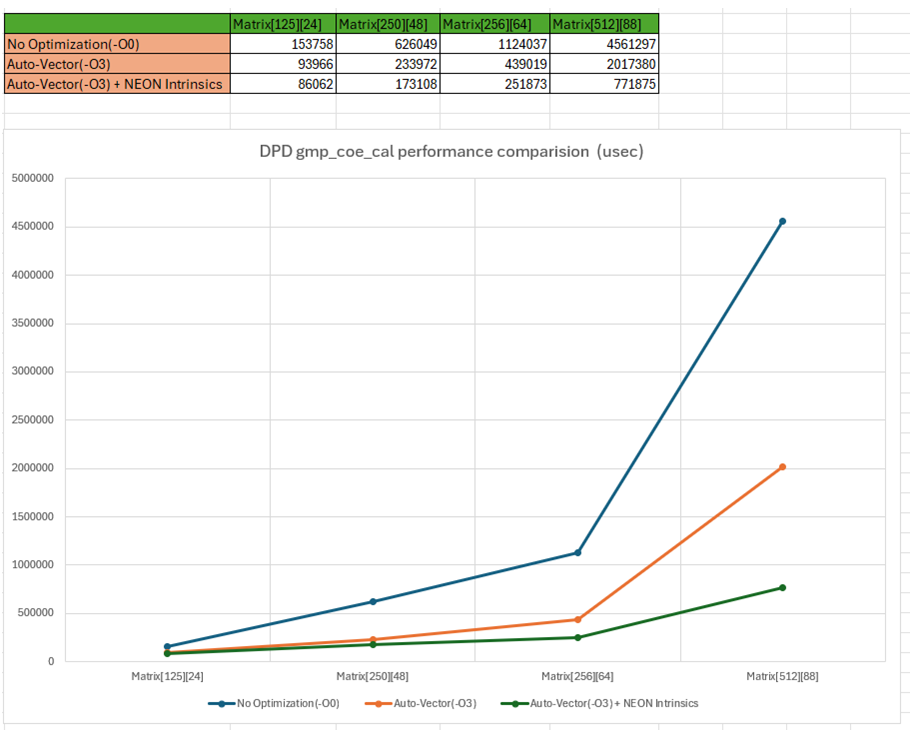 Matrix[125][24] Matrix[250][48] Matrix[256][64] Matrix[512][88]
No Optimization(-O0) 153758 626049 1124037 4561297
Auto-Vector(-O3) 93966 233972 439019 2017380
Auto-Vector(-O3) + NEON Intrinsics 86062 173108 251873 771875
DPD gmp_coe_cal performance comparision (usec)
5000000
4500000
4000000
3500000
3000000
2500000
2000000
1500000
1000000
500000
0
Matrix[125][24] Matrix[250][48] Matrix[256][64] Matrix[512][88]
No Optimization(-O0) Auto-Vector(-O3) Auto-Vector(-O3) + NEON Intrinsics